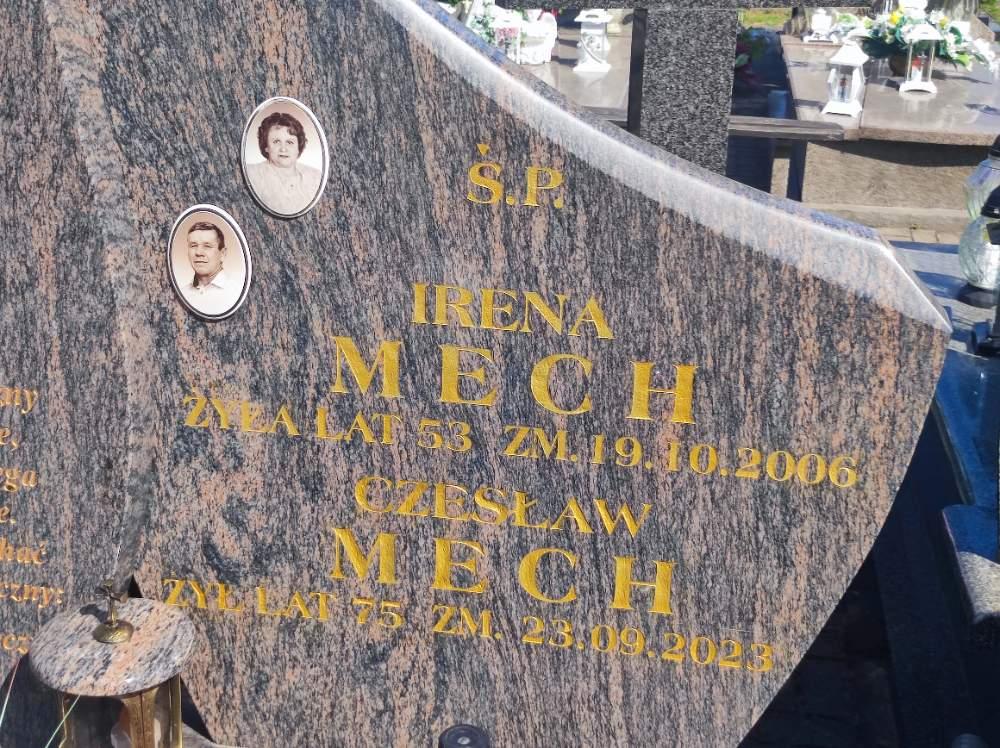 Ś.P.
IRENA
MECH
ŻYŁA LAT 53 ZM. 19.10.2006
CZESŁAW
MECH
ŻYŁ LAT 75 ZM. 23.09.2023